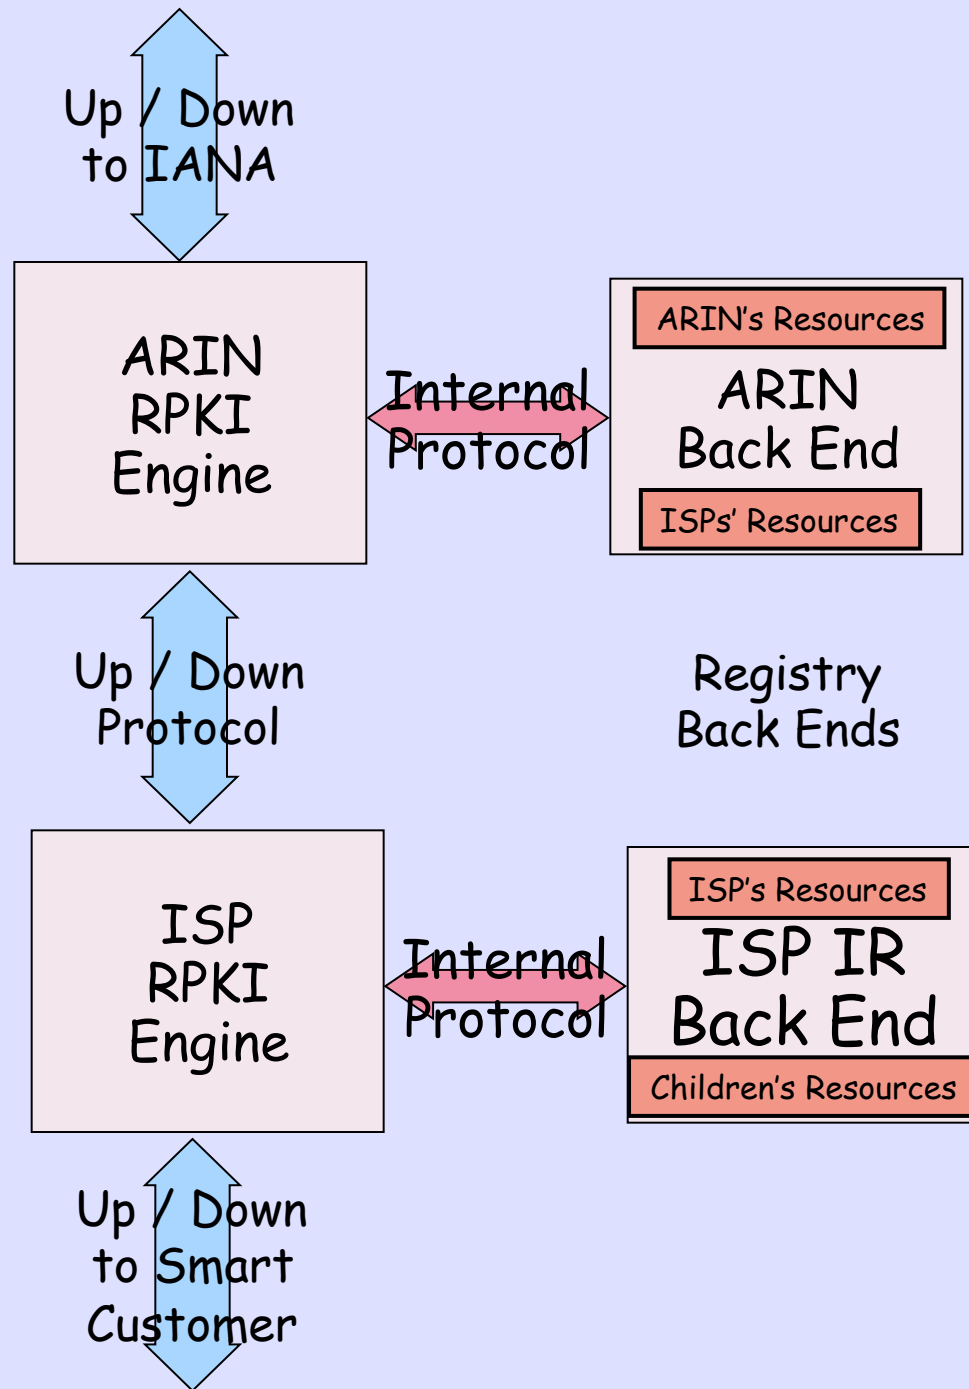 Up / Down
to IANA
ARIN
RPKI
Engine
Internal
Protocol
ARIN's Resources
ARIN
Back End
ISPs' Resources
Up / Down
Protocol
Registry
Back Ends
ISP
RPKI
Engine
Internal
Protocol
ISP's Resources
ISP IR
Back End
Children's Resources
Up / Down
to Smart
Customer